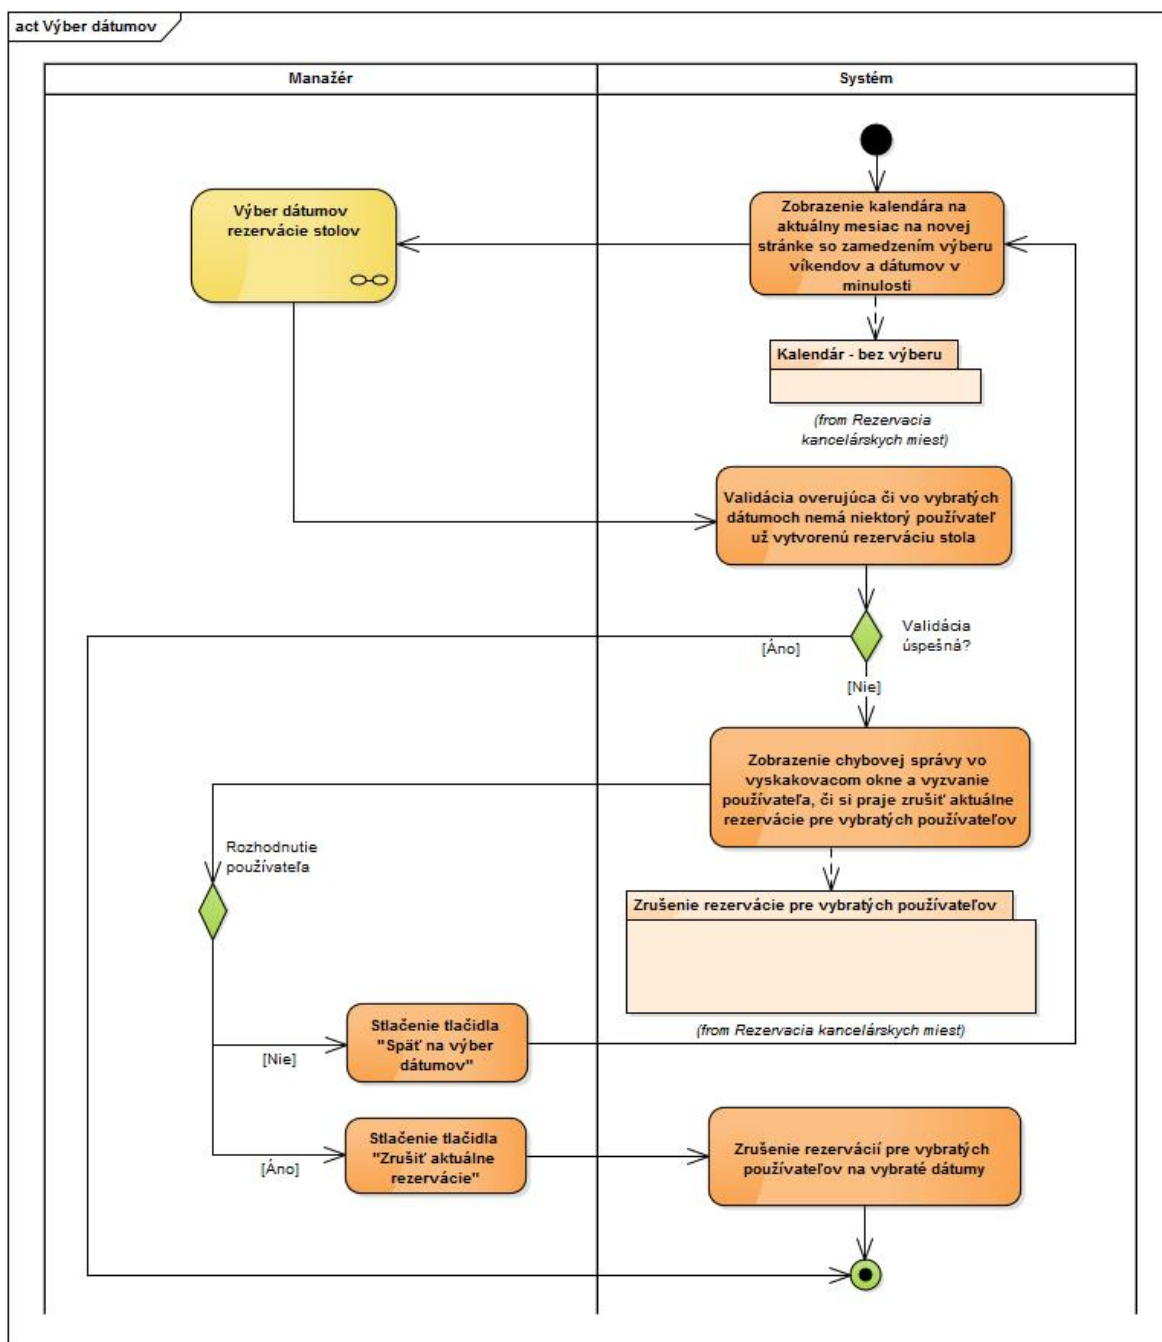 act Výber dátumov
Manažér
Systém
Zobrazenie kalendára na
aktuálny mesiac na novej
stránke so zamedzením výberu
víkendov a dátumov v
minulosti
Výber dátumov
rezervácie stolov
Kalendár - bez výberu
(from Rezervacia
kancelárskych miest)
Validácia overujúca či vo vybratých
dátumoch nemá niektorý používateľ
už vytvorenú rezerváciu stola
Validácia
úspešná?
[Áno]
[Nie]
Zobrazenie chybovej správy vo
vyskakovacom okne a vyzvanie
používateľa, či si praje zrušiť aktuálne
rezervácie pre vybratých používateľov
Rozhodnutie
používateľa
Zrušenie rezervácie pre vybratých používateľov
(from Rezervacia kancelárskych miest)
Stlačenie tlačidla
"Späť na výber
dátumov"
[Nie]
Stlačenie tlačidla
"Zrušiť aktuálne
rezervácie"
[Áno]
Zrušenie rezervácií pre vybratých
používateľov na vybraté dátumy